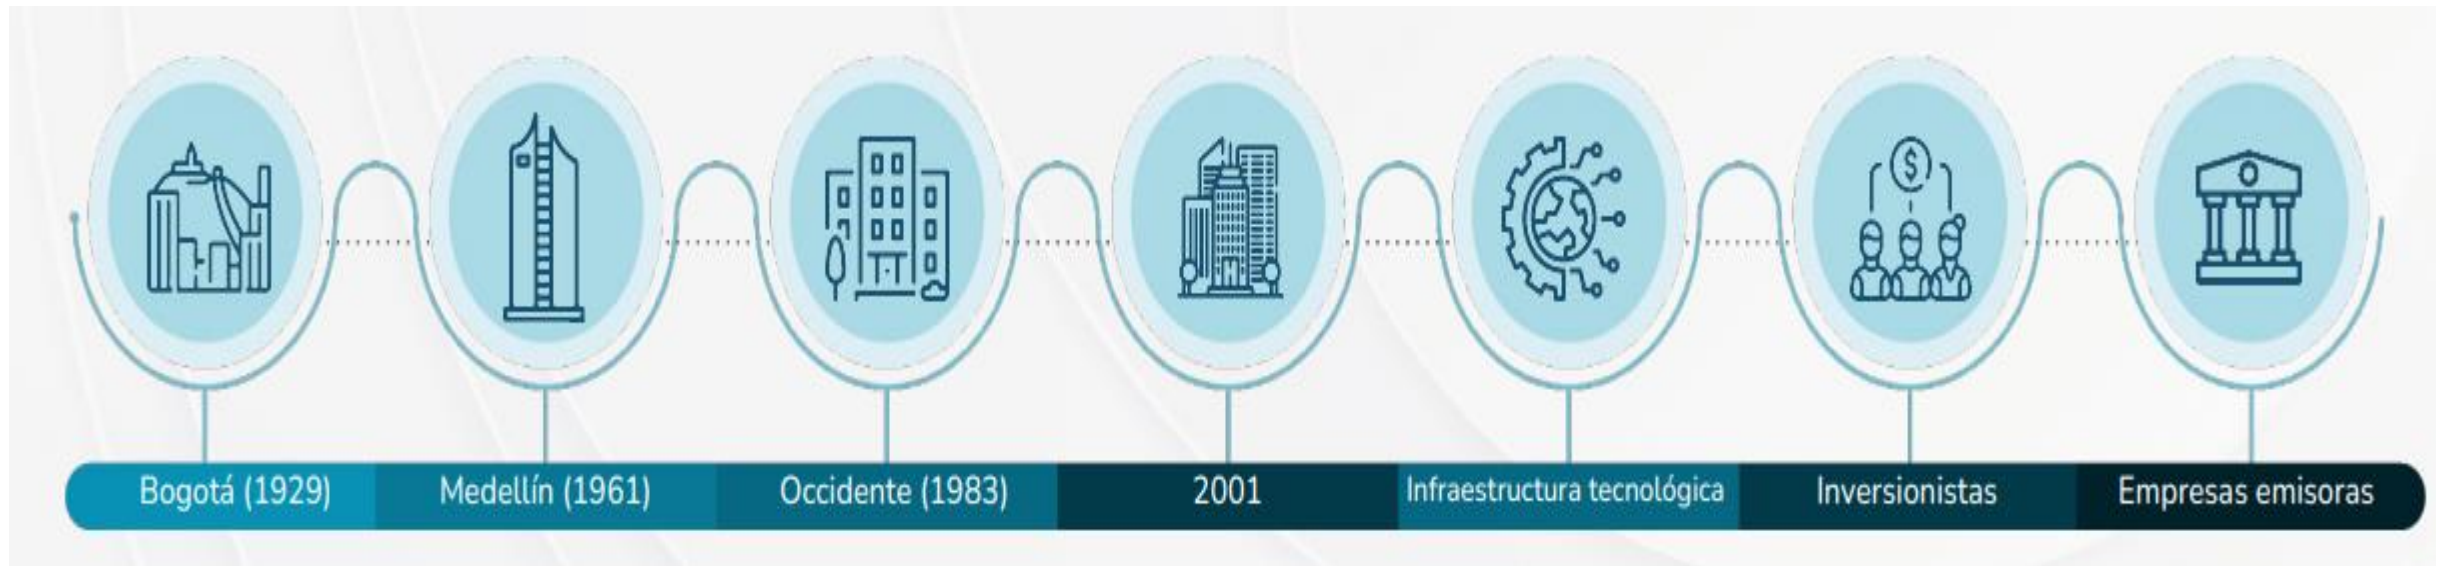 Bogotá (1929)
Medellín (1961)
Occidente (1983)
2001
Infraestructura tecnológica
Inversionistas
Empresas emisoras